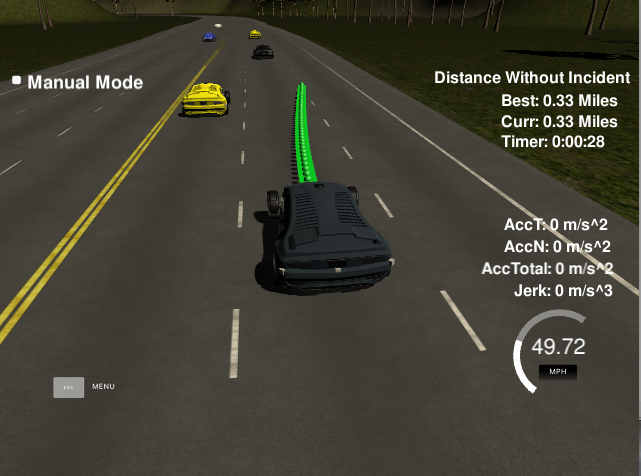 Manual Mode
Distance Without Incident
Best: 0.33 Miles
Curr: 0.33 Miles
Timer: 0:00:28
AccT: 0 m/s^2
AccN: 0 m/s^2
AccTotal: 0 m/s^2
Jerk: 0 m/s^3
49.72
MPH
ESC MENU